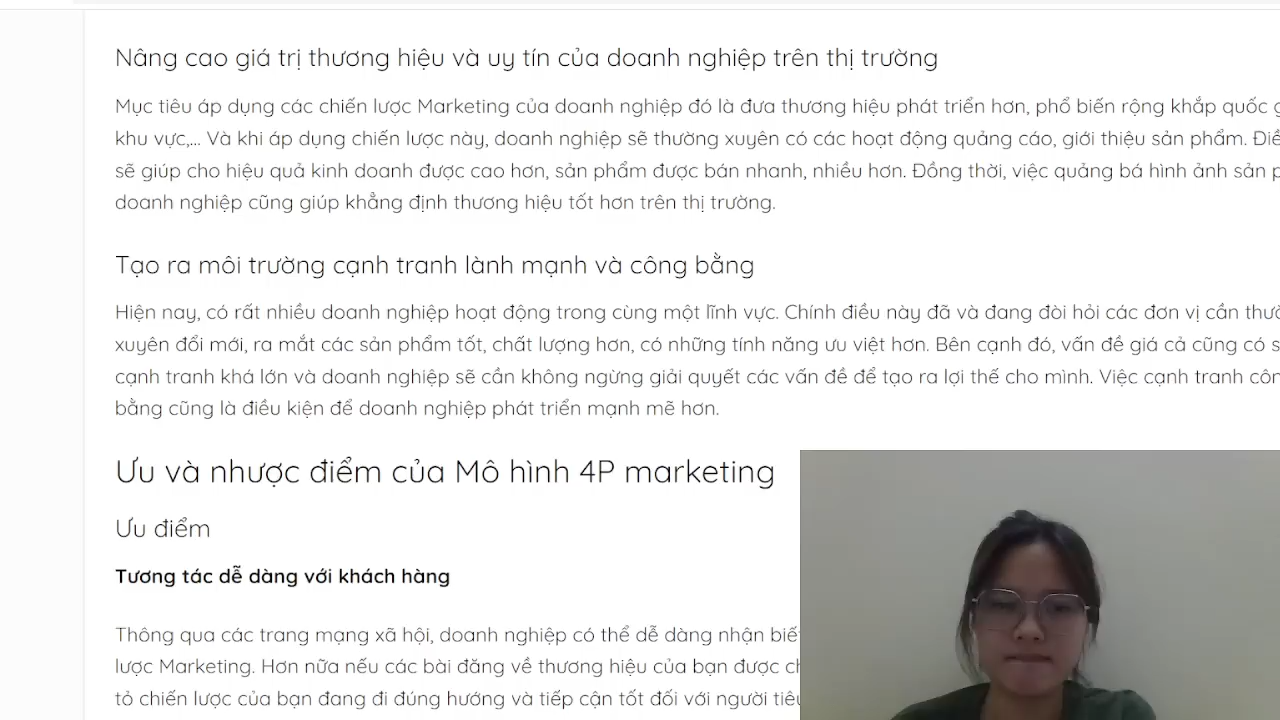 Nâng cao giá trị thương hiệu và uy tín của doanh nghiệp trên thị trường
Mục tiêu áp dụng các chiến lược Marketing của doanh nghiệp đó là đưa thương hiệu phát triển hơn, phổ biến rộng khắp quốc
khu vực,... Và khi áp dụng chiến lược này, doanh nghiệp sẽ thường xuyên có các hoạt động quảng cáo, giới thiệu sản phẩm.
sẽ giúp cho hiệu quả kinh doanh được cao hơn, sản phẩm được bán nhanh, nhiều hơn. Đồng thời, việc quảng bá hình ảnh sản
doanh nghiệp cũng giúp khẳng định thương hiệu tốt hơn trên thị trường.
Tạo ra môi trường cạnh tranh lành mạnh và công bằng
Hiện nay, có rất nhiều doanh nghiệp hoạt động trong cùng một lĩnh vực. Chính điều này đã và đang đòi hỏi các đơn vị cần
xuyên đổi mới, ra mắt các sản phẩm tốt, chất lượng hơn, có những tính năng ưu việt hơn. Bên cạnh đó, vấn đề giá cả cũng có
cạnh tranh khá lớn và doanh nghiệp sẽ cần không ngừng giải quyết các vấn đề để tạo ra lợi thế cho mình. Việc cạnh tranh
bằng cũng là điều kiện để doanh nghiệp phát triển mạnh mẽ hơn.
Ưu và nhược điểm của Mô hình 4P marketing
Ưu điểm
Tương tác dễ dàng với khách hàng
Thông qua các trang mạng xã hội, doanh nghiệp có thể dễ dàng nhận
lược Marketing. Hơn nữa nếu các bài đăng về thương hiệu của bạn được
tỏ chiến lược của bạn đang đi đúng hướng và tiếp cận tốt đối với người